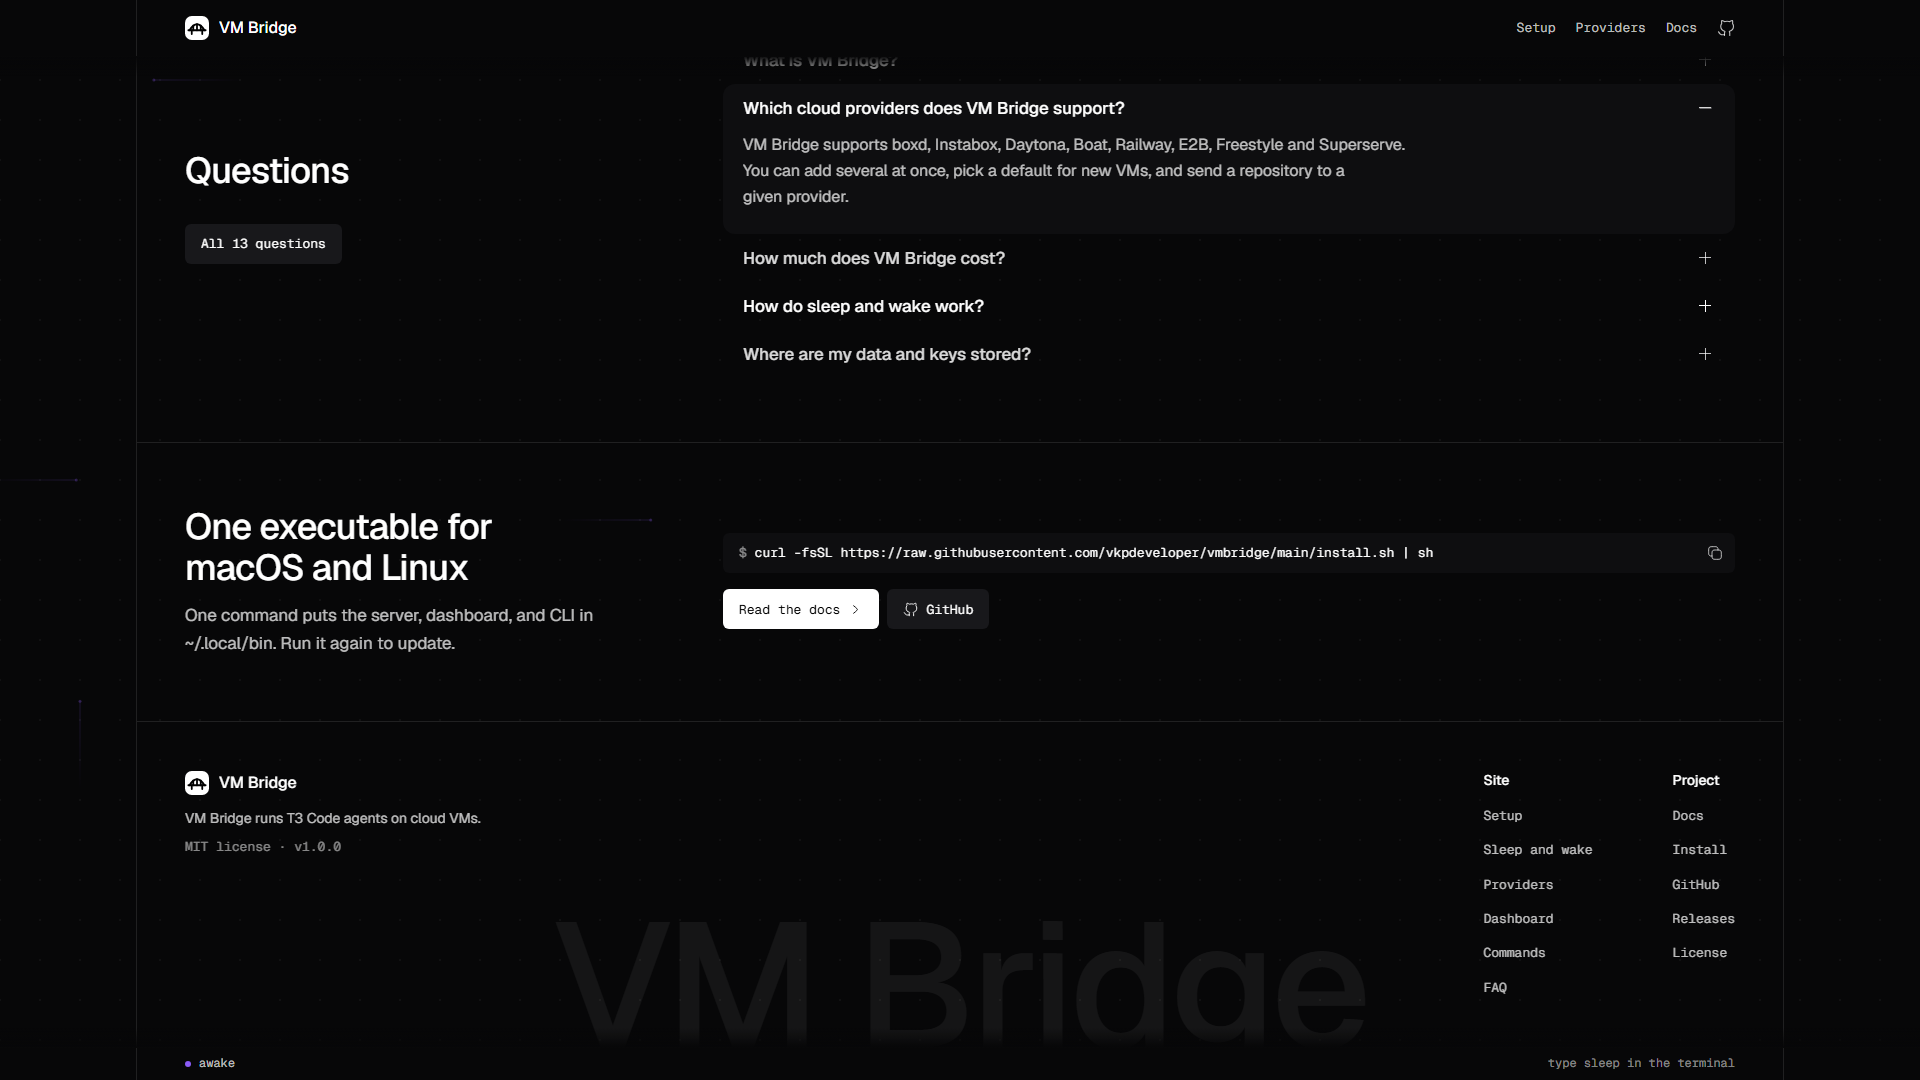 VM Bridge
Setup
Providers
Docs
What is VM Bridge?
Questions
All 13 questions
Which cloud providers does VM Bridge support?
VM Bridge supports boxd, Instabox, Daytona, Boat, Railway, E2B, Freestyle and Superserve.
You can add several at once, pick a default for new VMs, and send a repository to a
given provider.
How much does VM Bridge cost?
How do sleep and wake work?
Where are my data and keys stored?
One executable for
macOS and Linux
One command puts the server, dashboard, and CLI in
~/.local/bin. Run it again to update.
$ curl -fsSL https://raw.githubusercontent.com/vkpdeveloper/vmbridge/main/install.sh | sh
Read the docs
GitHub
VM Bridge
VM Bridge runs T3 Code agents on cloud VMs.
MIT license · v1.0.0
Site
Setup
Sleep and wake
Providers
Dashboard
Commands
FAQ
Project
Docs
Install
GitHub
Releases
License
VM Bridge
awake
type sleep in the terminal